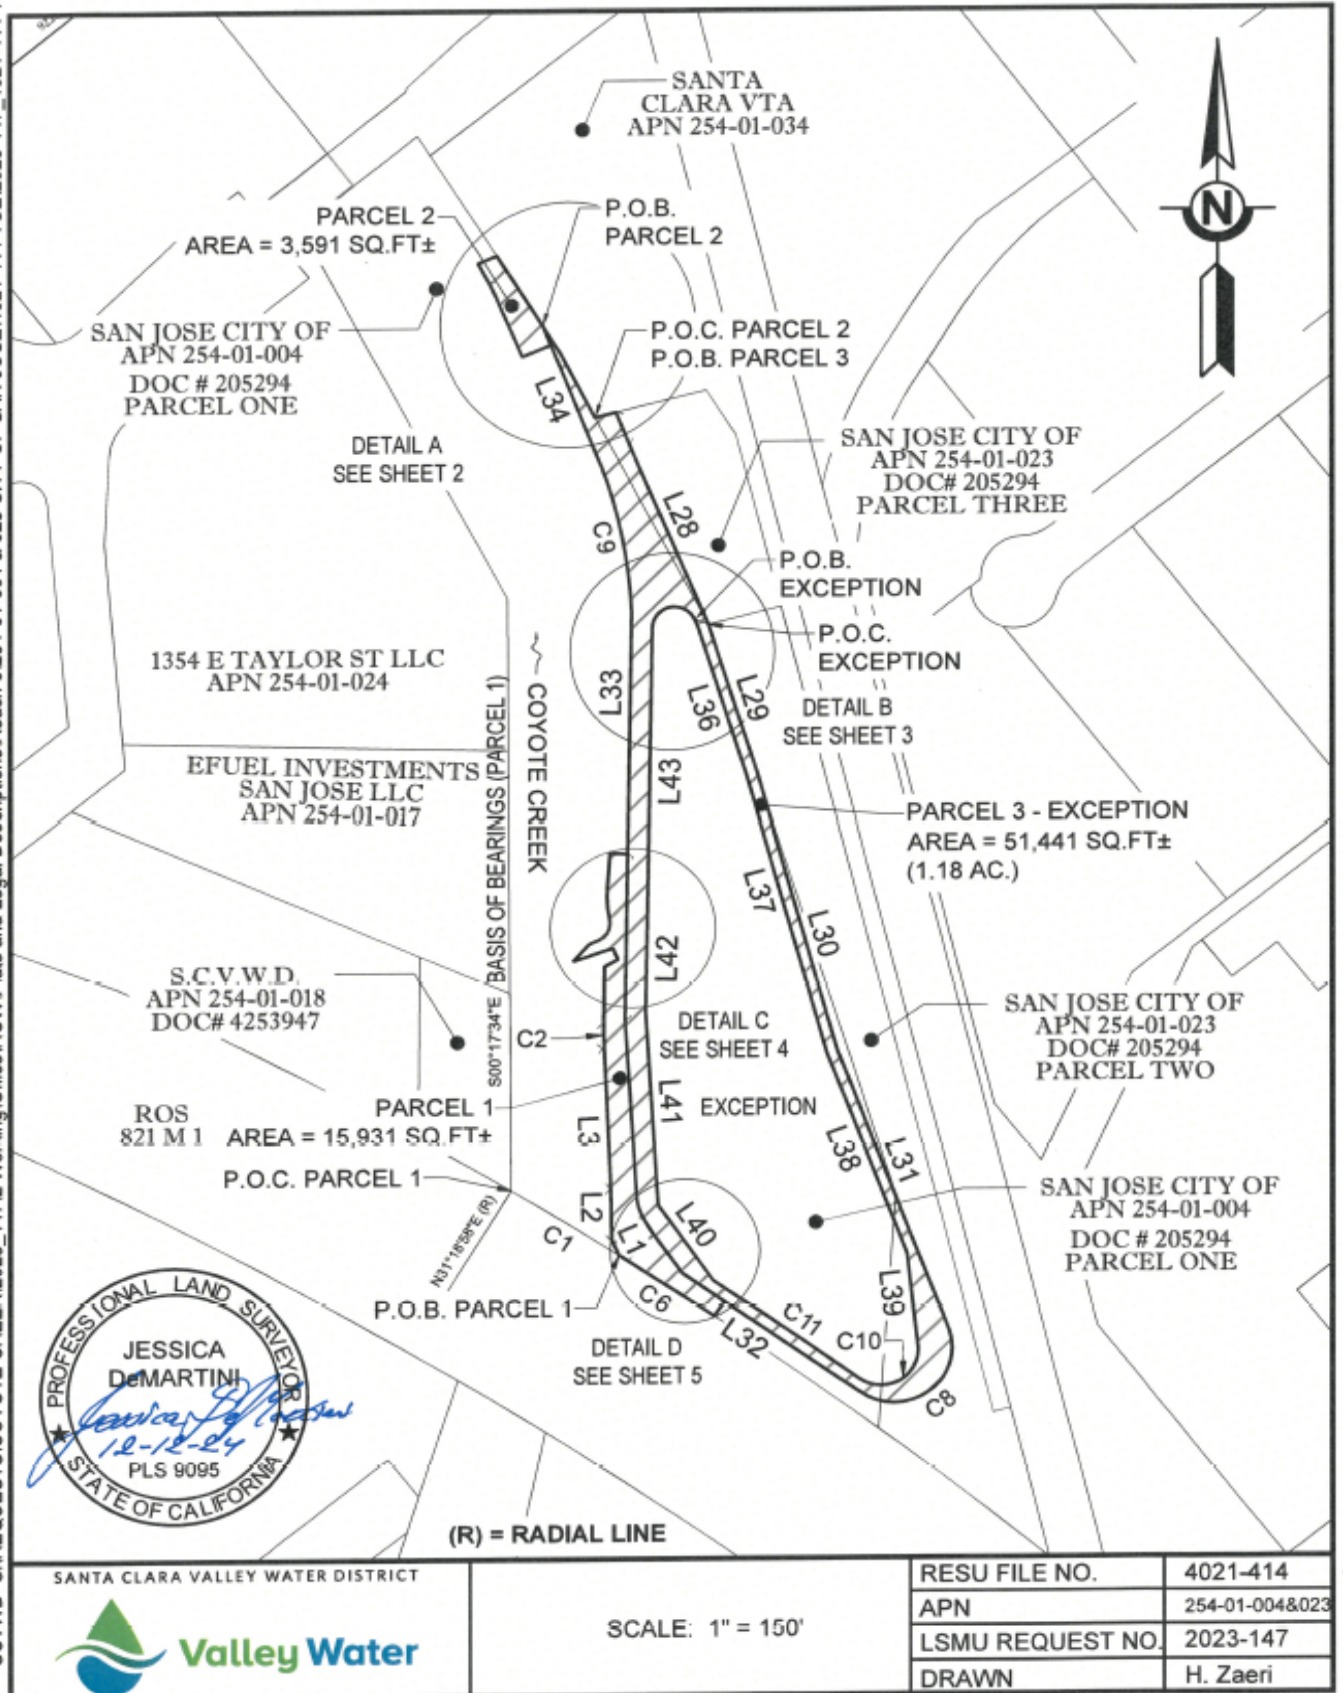 SANTA
CLARA VTA
APN 254-01-034
PARCEL 2
AREA = 3,591 SQ.FT±
P.O.B.
PARCEL 2
N
SAN JOSE CITY OF
APN 254-01-004
DOC # 205294
PARCEL ONE
P.O.C. PARCEL 2
P.O.B. PARCEL 3
L34
DETAIL A
SEE SHEET 2
SAN JOSE CITY OF
APN 254-01-023
DOC# 205294
PARCEL THREE
L28
C9
P.O.B.
EXCEPTION
P.O.C.
EXCEPTION
1354 E TAYLOR ST LLC
APN 254-01-024
L33
L36
L29
DETAIL B
SEE SHEET 3
COYOTE CREEK
S00°17'34"E BASIS OF BEARINGS (PARCEL 1)
EFUEL INVESTMENTS
SAN JOSE LLC
APN 254-01-017
L43
PARCEL 3 - EXCEPTION
AREA = 51,441 SQ.FT±
(1.18 AC.)
L37
L30
L42
S.C.V.W.D.
APN 254-01-018
DOC# 4253947
C2
DETAIL C
SEE SHEET 4
SAN JOSE CITY OF
APN 254-01-023
DOC# 205294
PARCEL TWO
ROS
821 M 1
PARCEL 1
AREA = 15,931 SQ.FT±
L3
L41
EXCEPTION
L38
L31
P.O.C. PARCEL 1
SAN JOSE CITY OF
APN 254-01-004
DOC # 205294
PARCEL ONE
N31°18'58"E (R)
C1
L2
L1
L40
P.O.B. PARCEL 1
C6
L32
C11
C10
L39
C8
DETAIL D
SEE SHEET 5
PROFESSIONAL LAND SURVEYOR
JESSICA
DeMARTINI
12-12-24
PLS 9095
STATE OF CALIFORNIA
(R) = RADIAL LINE
SANTA CLARA VALLEY WATER DISTRICT
Valley Water
SCALE: 1" = 150'
RESU FILE NO. 4021-414
APN 254-01-004&023
LSMU REQUEST NO. 2023-147
DRAWN H. Zaeri